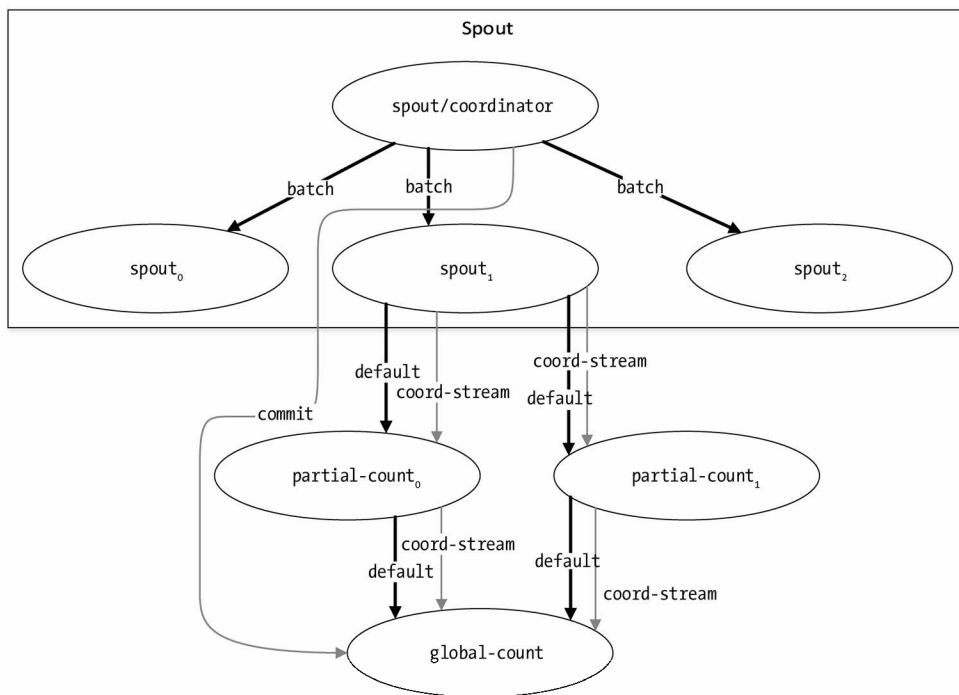 Spout
spout/coordinator
batch
batch
batch
spout₀
spout₁
spout₂
coord-stream
default
coord-stream
default
commit
partial-count₀
partial-count₁
coord-stream
default
default
coord-stream
global-count